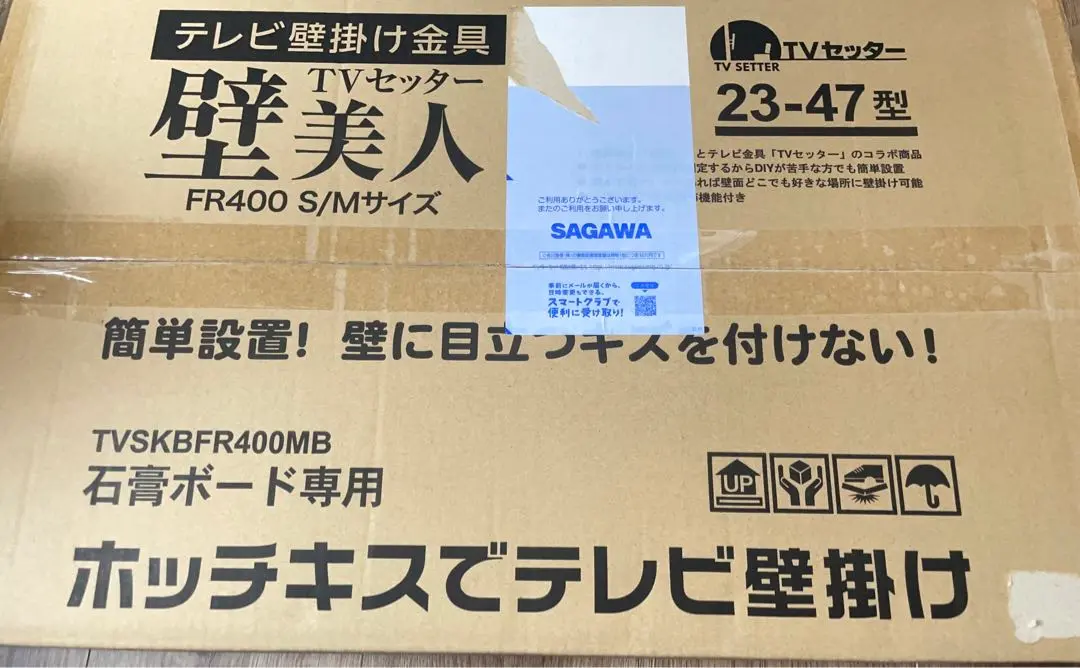 テレビ壁掛け金具
TVセッター
壁美人
FR400 S/Mサイズ
TV SETTER
TVセッター
23-47型
とテレビ金具「TVセッター」のコラボ商品
定するからDIYが苦手な方でも簡単設置
れば壁面どこでも好きな場所に壁掛け可能
機能付き
ご利用ありがとうございます。
またのご利用をお願い申し上げます。
SAGAWA
事前にメールが届くから、
日時変更もできる。
スマートクラブで
便利に受け取り!
簡単設置! 壁に目立つキズを付けない!
TVSKBFR400MB
石膏ボード専用
UP
ホッチキスでテレビ壁掛け